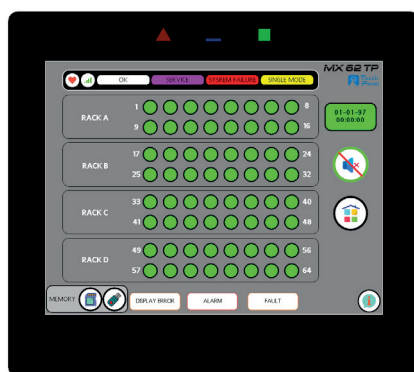 MX 62 TP
Touch Panel
OK SERVICE SYSTEM FAILURE SINGLE MODE
01-01-97
00:00:00
1 8
RACK A
9 16
17 24
RACK B
25 32
33 40
RACK C
41 48
49 56
RACK D
57 64
MEMORY DISPLAY ERROR ALARM FAULT